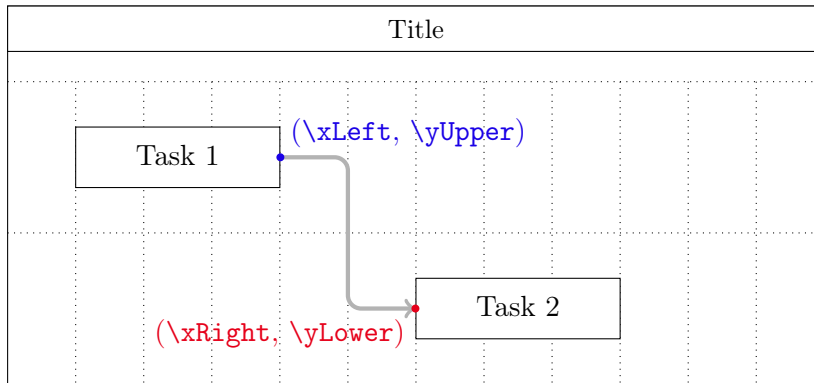 Title
(\xLeft, \yUpper)
Task 1
Task 2
(\xRight, \yLower)